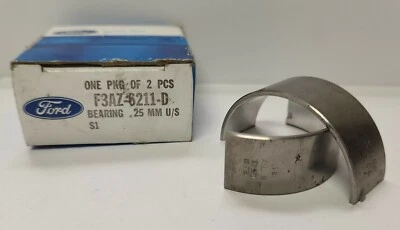 ONE PKG OF 2 PCS
Ford
F3AZ-6211-D
BEARING .25 MM U/S
S1